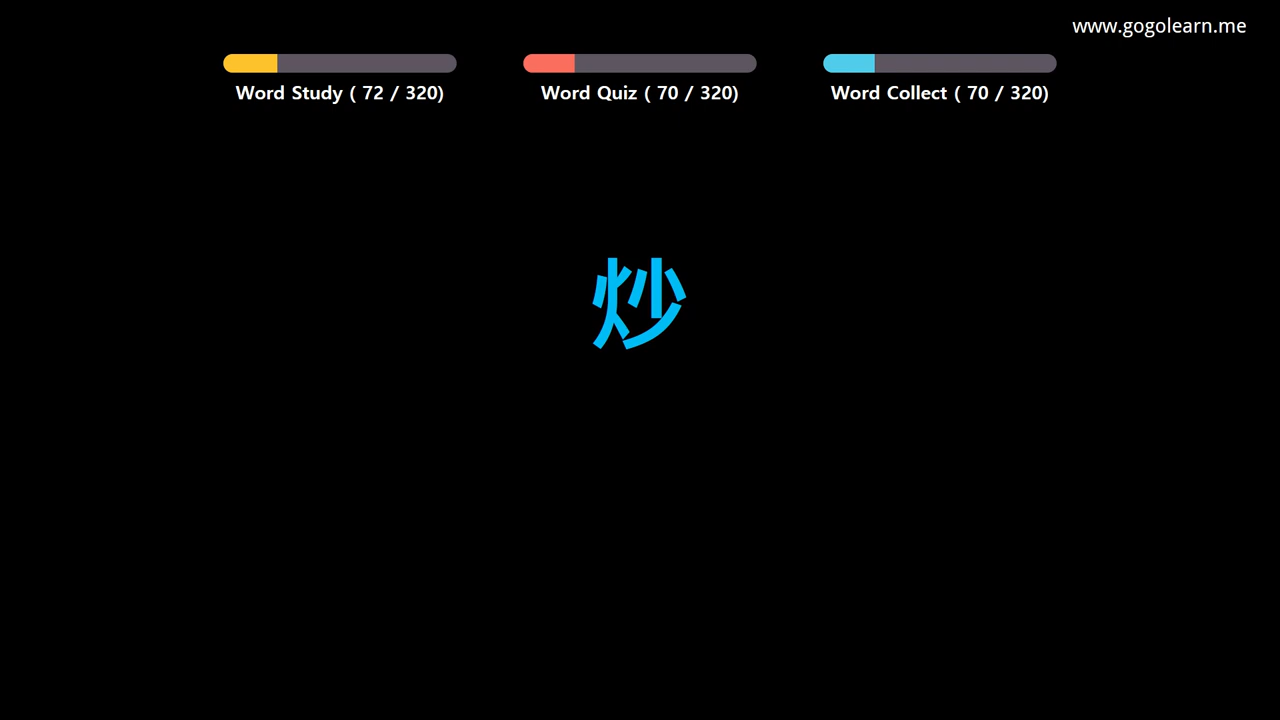 www.gogolearn.me
Word Study ( 72 / 320)
Word Quiz ( 70 / 320)
Word Collect ( 70 / 320)
炒